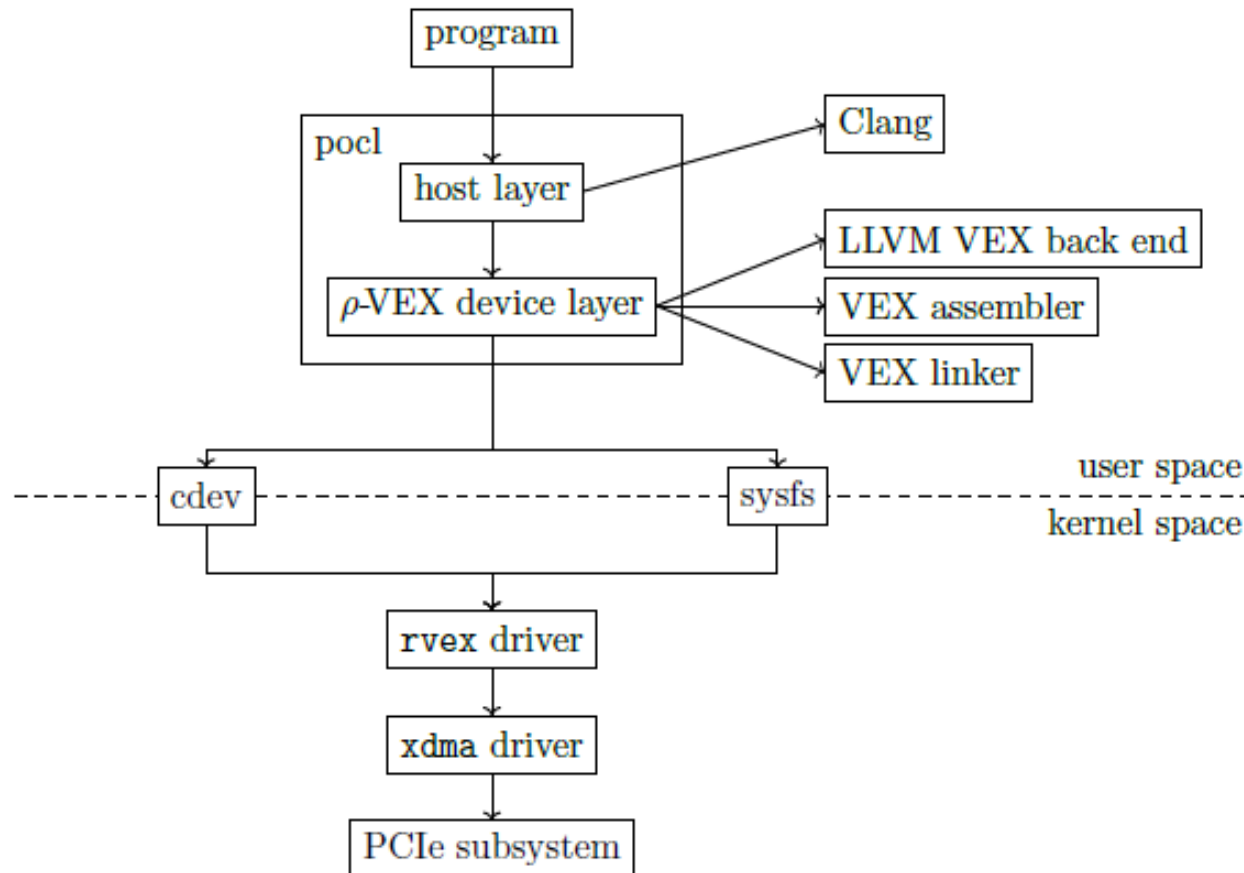 program
pocl
Clang
host layer
LLVM VEX back end
ρ-VEX device layer
VEX assembler
VEX linker
user space
cdev
sysfs
kernel space
rvex driver
xdma driver
PCIe subsystem